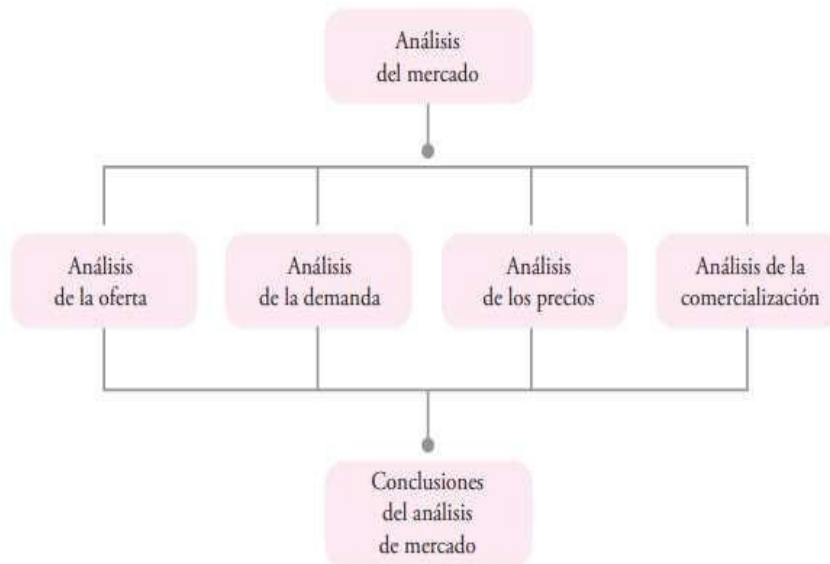 Análisis
del mercado
Análisis
de la oferta
Análisis
de la demanda
Análisis
de los precios
Análisis de la
comercialización
Conclusiones
del análisis
de mercado